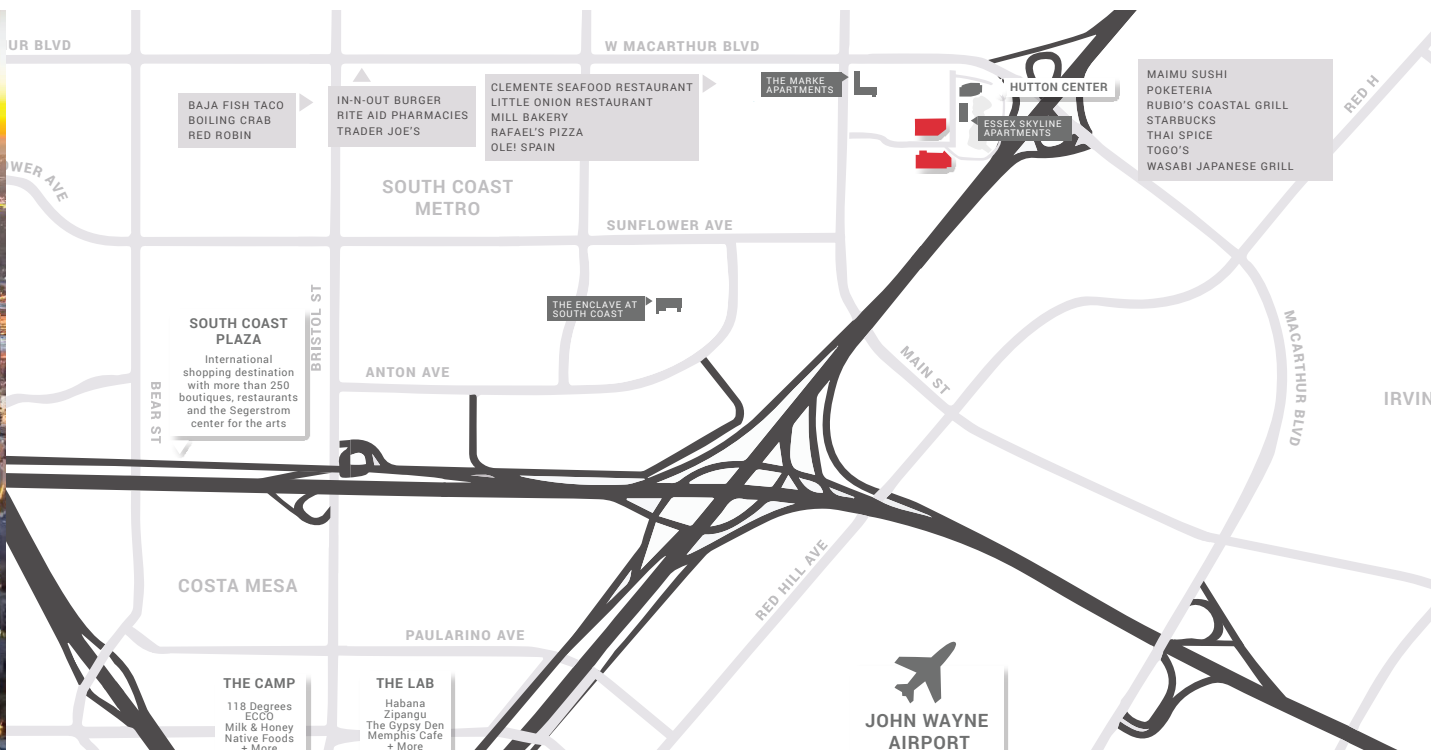 UR BLVD
W MACARTHUR BLVD
BAJA FISH TACO
BOILING CRAB
RED ROBIN
IN-N-OUT BURGER
RITE AID PHARMACIES
TRADER JOE'S
CLEMENTE SEAFOOD RESTAURANT
LITTLE ONION RESTAURANT
MILL BAKERY
RAFAEL'S PIZZA
OLE! SPAIN
THE MARKE
APARTMENTS
HUTTON CENTER
ESSEX SKYLINE
APARTMENTS
MAIMU SUSHI
POKETERIA
RUBIO'S COASTAL GRILL
STARBUCKS
THAI SPICE
TOGO'S
WASABI JAPANESE GRILL
RED H
OWER AVE
SOUTH COAST
METRO
SUNFLOWER AVE
THE ENCLAVE AT
SOUTH COAST
BRISTOL ST
SOUTH COAST
PLAZA
International
shopping destination
with more than 250
boutiques, restaurants
and the Segerstrom
center for the arts
BEAR ST
ANTON AVE
MAIN ST
MACARTHUR BLVD
IRVIN
COSTA MESA
RED HILL AVE
PAULARINO AVE
THE CAMP
118 Degrees
ECCO
Milk & Honey
Native Foods
+ More
THE LAB
Habana
Zipangu
The Gypsy Den
Memphis Cafe
+ More
JOHN WAYNE
AIRPORT